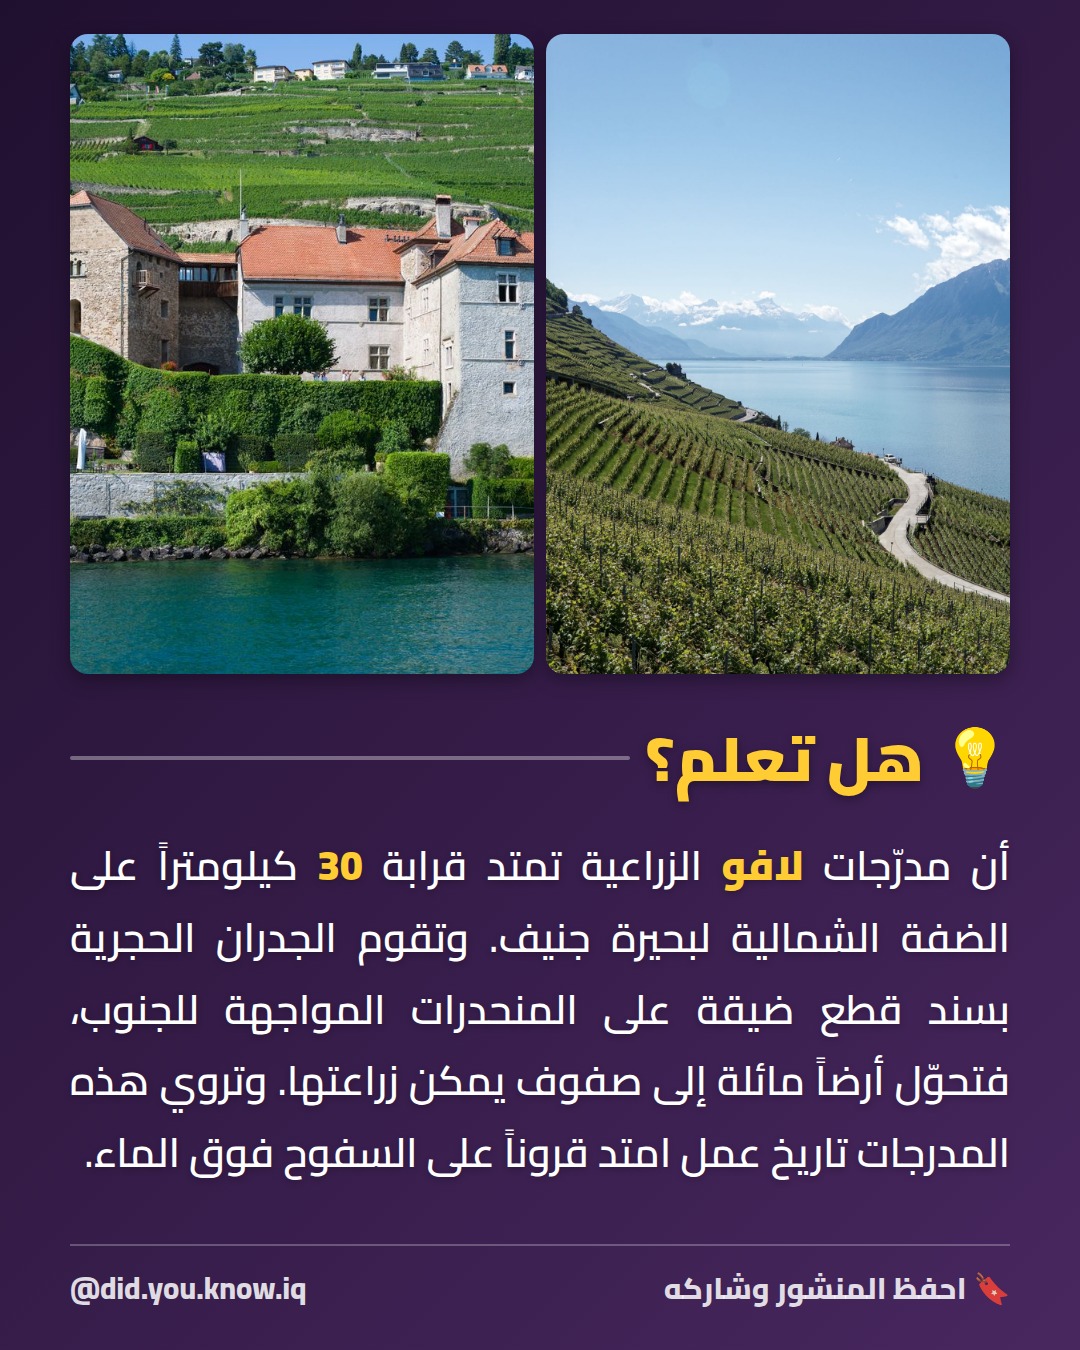 هل تعلم؟
أن مدرّجات لافو الزراعية تمتد قرابة 30 كيلومتراً على
الضفة الشمالية لبحيرة جنيف. وتقوم الجدران الحجرية
بسند قطع ضيقة على المنحدرات المواجهة للجنوب،
فتحوّل أرضاً مائلة إلى صفوف يمكن زراعتها. وتروي هذه
المدرجات تاريخ عمل امتد قروناً على السفوح فوق الماء.
احفظ المنشور وشاركه
@did.you.know.iq